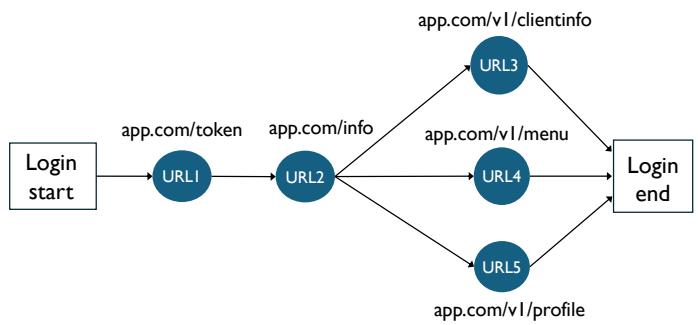 app.com/v1/clientinfo
URL3
app.com/token
app.com/info
app.com/v1/menu
Login
start
URL1
URL2
URL4
Login
end
URL5
app.com/v1/profile